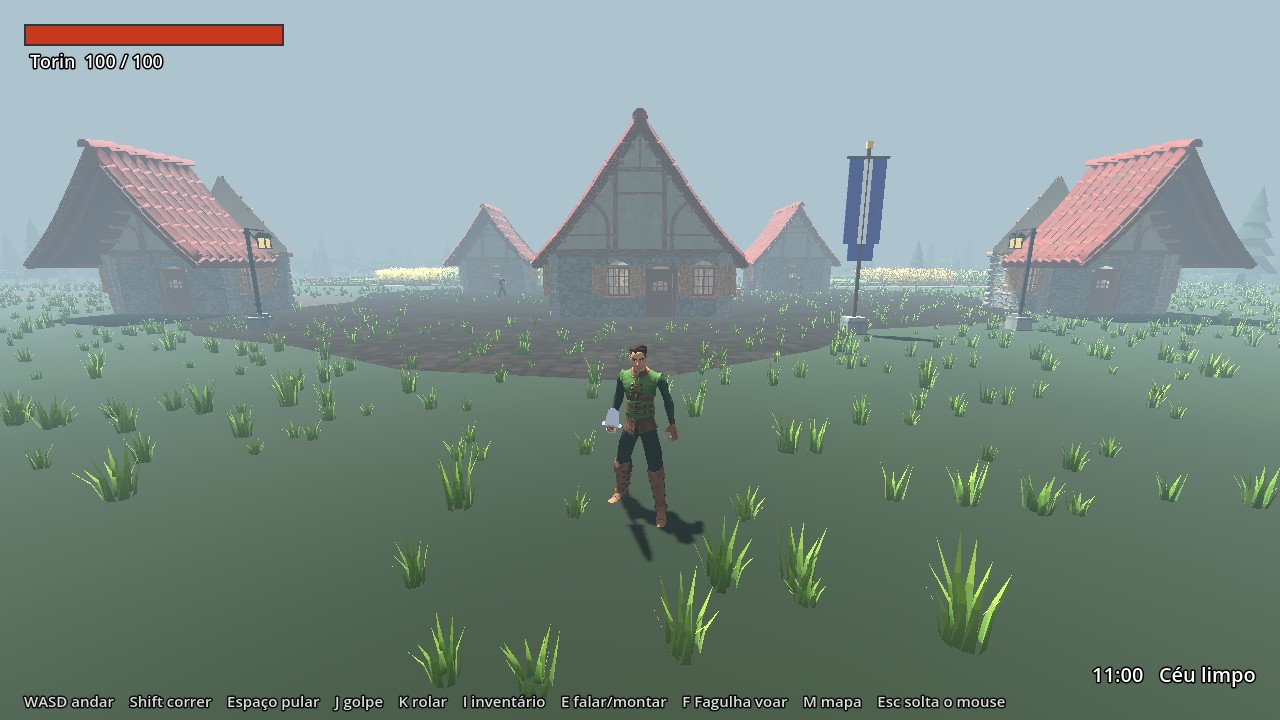 Torin 100 / 100
11:00 Céu limpo
WASD andar Shift correr Espaço pular J golpe K rolar I inventário E falar/montar F Fagulha voar M mapa Esc solta o mouse